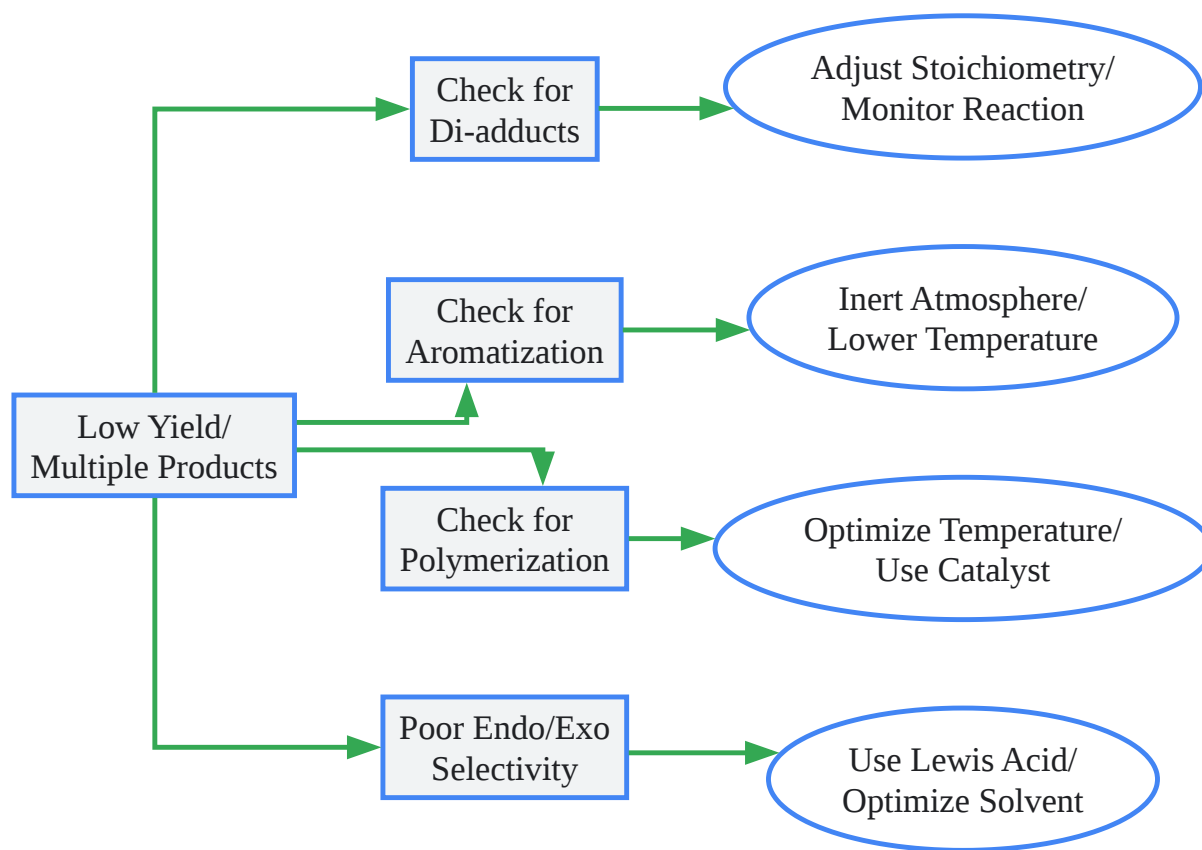 Check for
Di-adducts
Adjust Stoichiometry/
Monitor Reaction
Check for
Aromatization
Inert Atmosphere/
Lower Temperature
Low Yield/
Multiple Products
Check for
Polymerization
Optimize Temperature/
Use Catalyst
Poor Endo/Exo
Selectivity
Use Lewis Acid/
Optimize Solvent